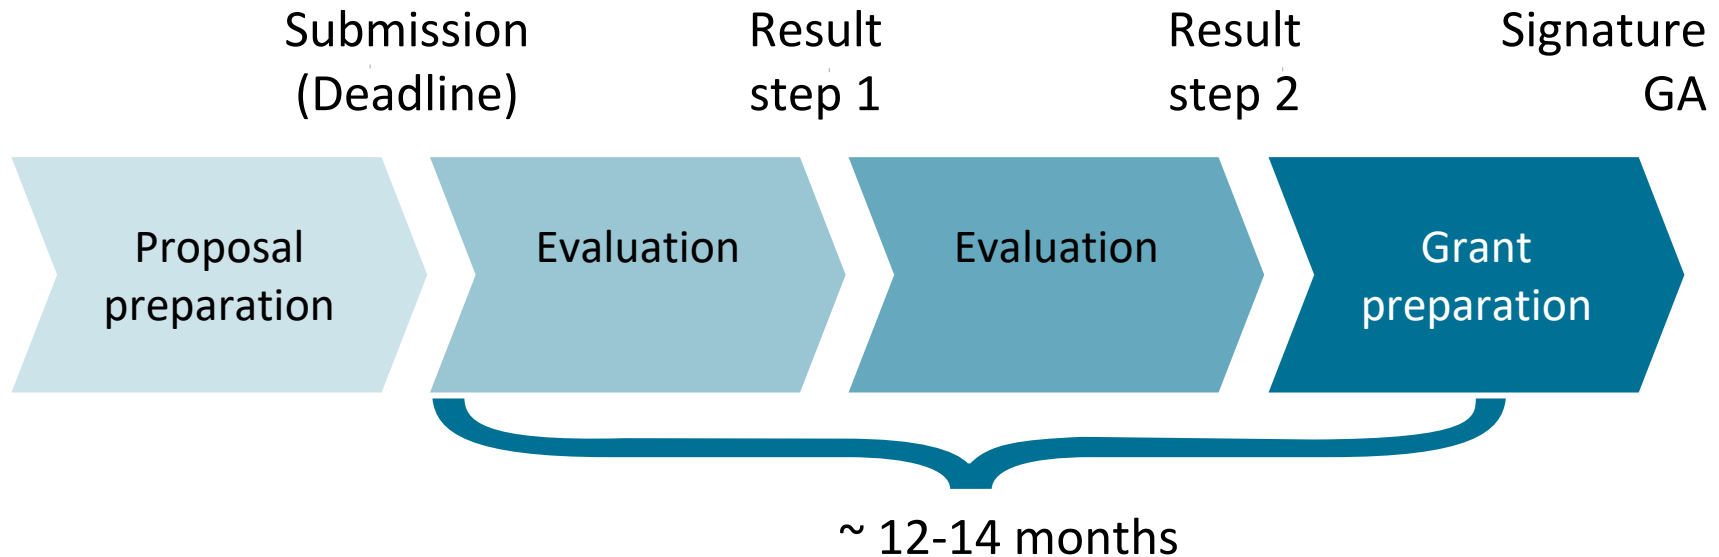 Submission
(Deadline)
Result
step 1
Result
step 2
Signature
GA
Proposal
preparation
Evaluation
Evaluation
Grant
preparation
~ 12-14 months